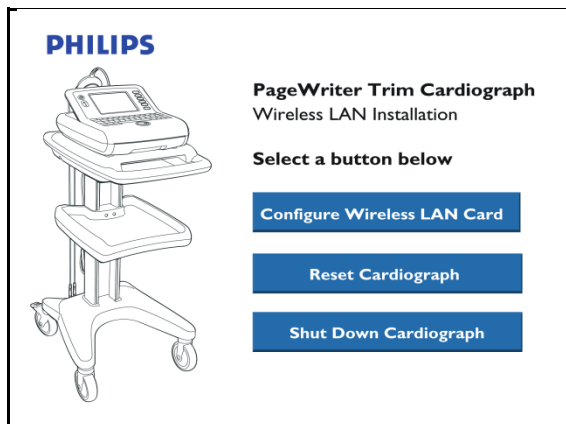 PHILIPS
PageWriter Trim Cardiograph
Wireless LAN Installation
Select a button below
Configure Wireless LAN Card
Reset Cardiograph
Shut Down Cardiograph